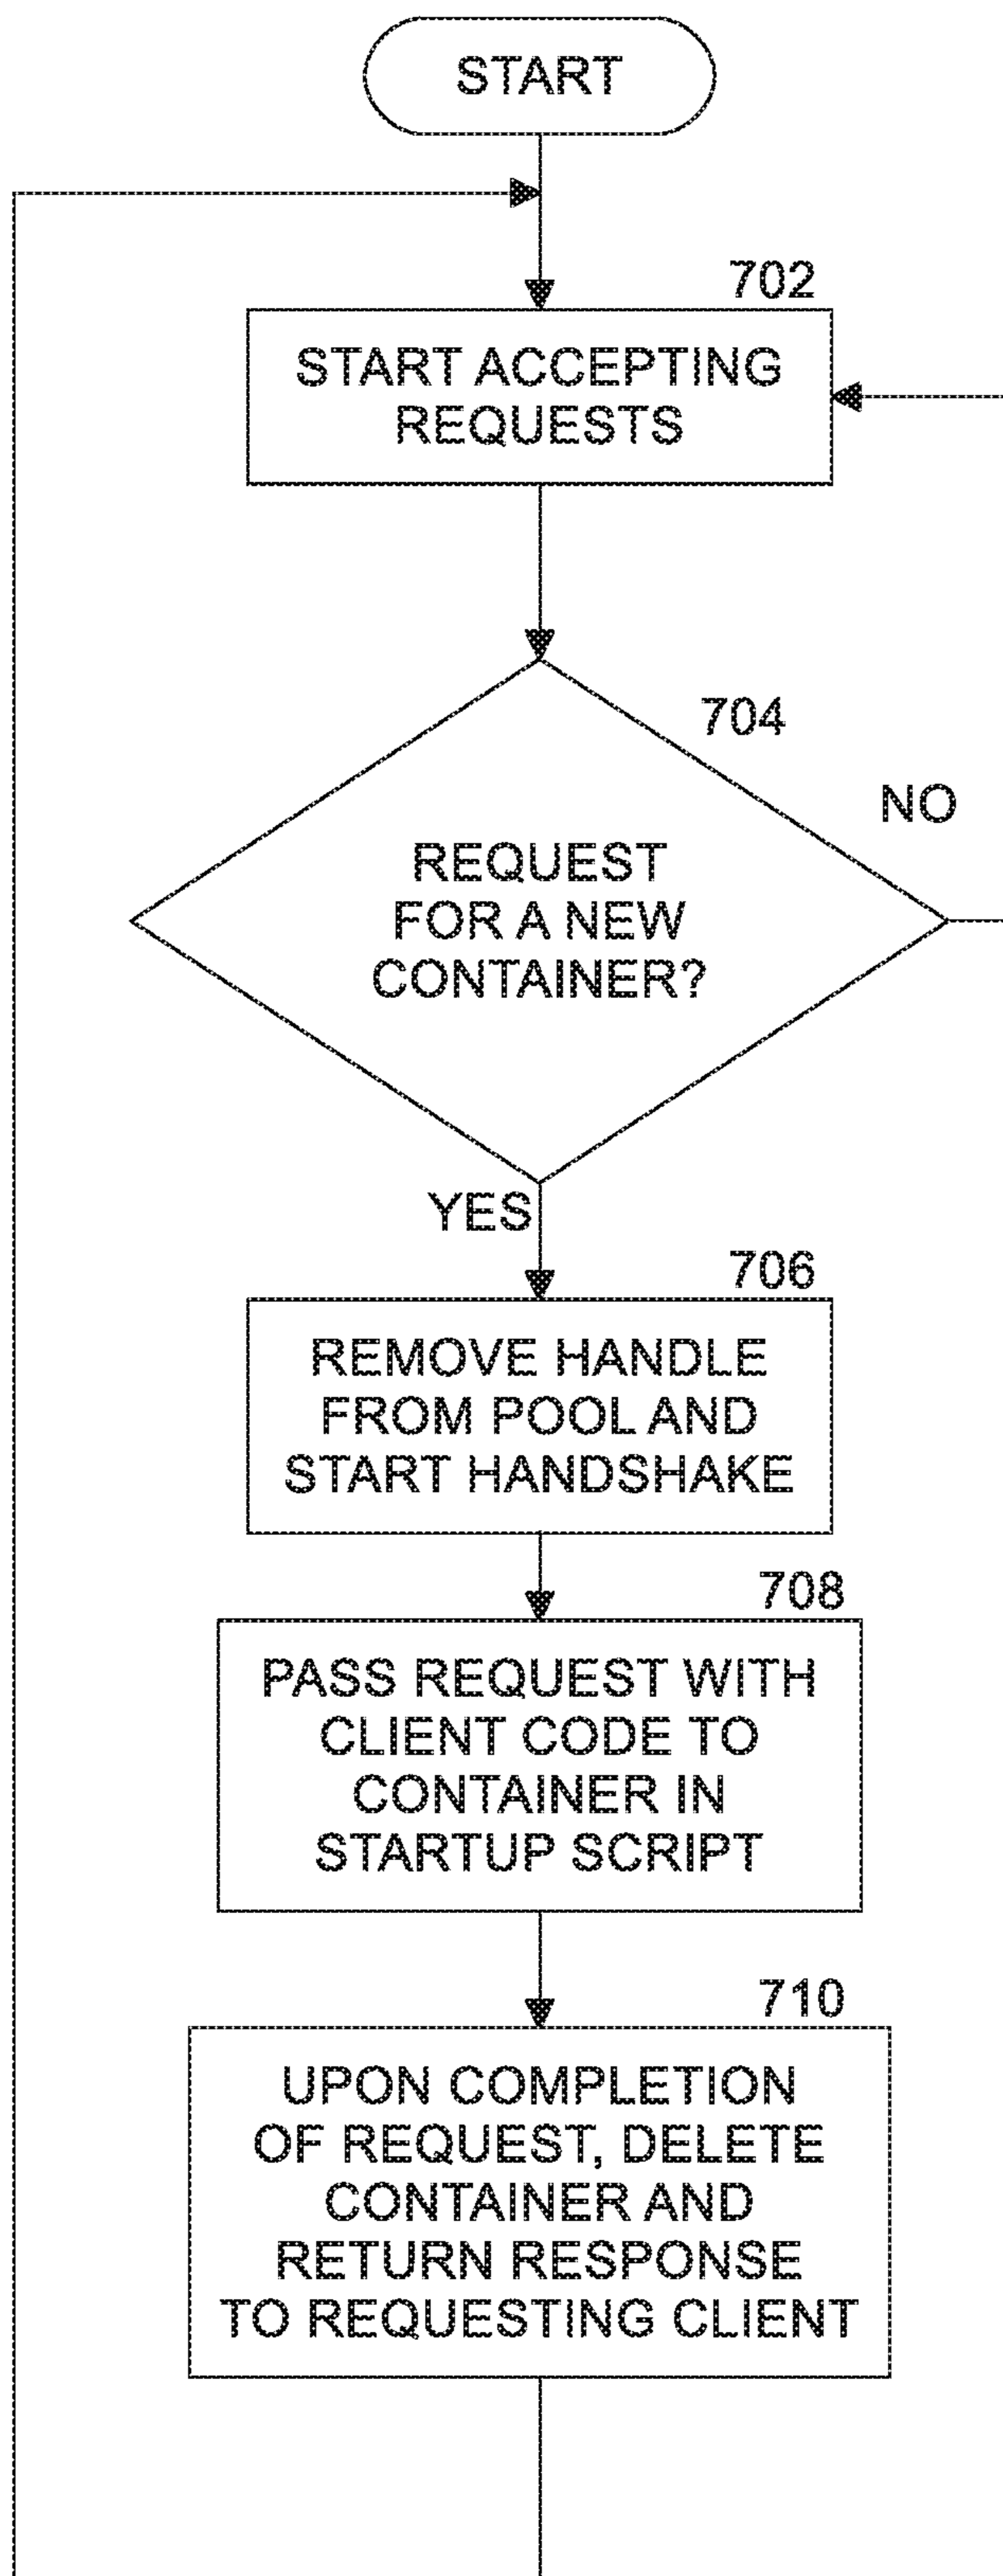 START
702
START ACCEPTING
REQUESTS
704
NO
REQUEST
FOR A NEW
CONTAINER?
YES
706
REMOVE HANDLE
FROM POOL AND
START HANDSHAKE
708
PASS REQUEST WITH
CLIENT CODE TO
CONTAINER IN
STARTUP SCRIPT
710
UPON COMPLETION
OF REQUEST, DELETE
CONTAINER AND
RETURN RESPONSE
TO REQUESTING CLIENT